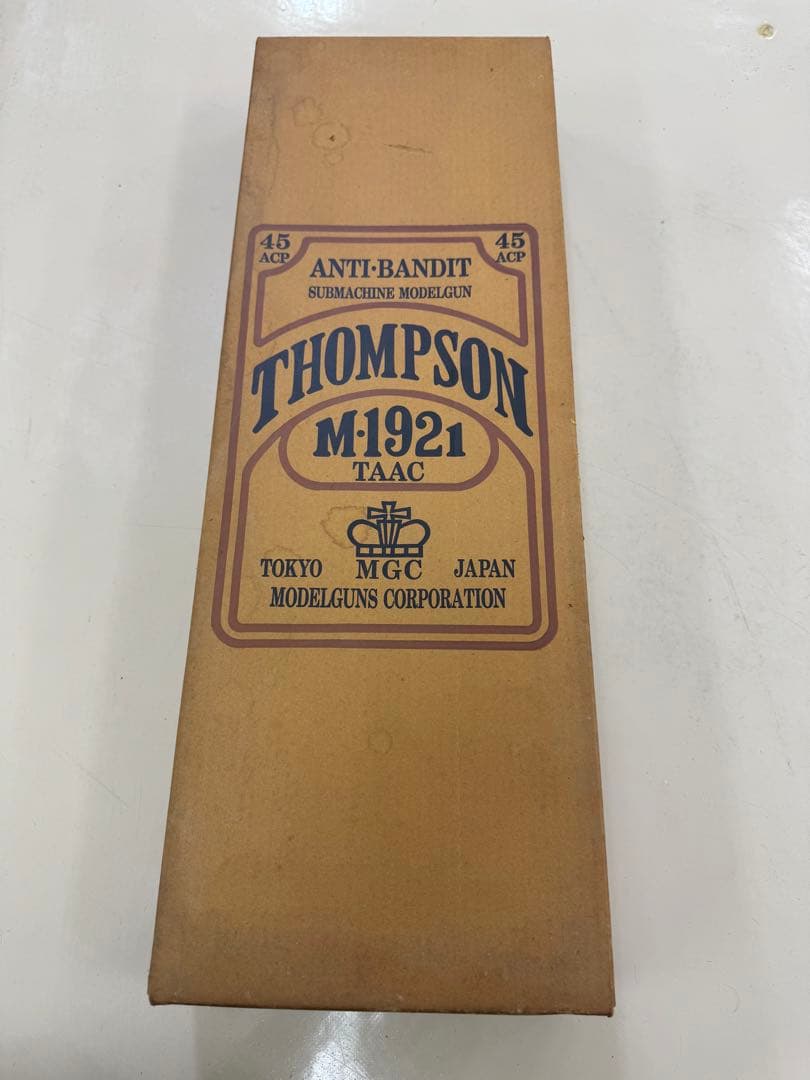 45 ACP
45 ACP
ANTI·BANDIT
SUBMACHINE MODELGUN
THOMPSON
M·1921
TAAC
TOKYO MGC JAPAN
MODELGUNS CORPORATION